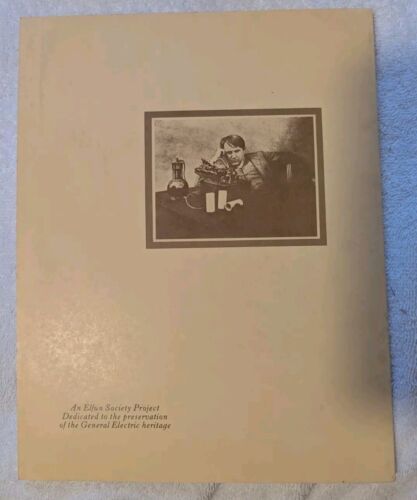 An Elfun Society Project
Dedicated to the preservation
of the General Electric heritage